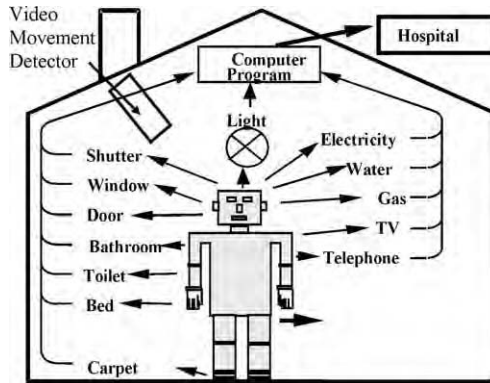 Video
Movement
Detector
Hospital
Computer
Program
Light
Shutter
Window
Door
Bathroom
Toilet
Bed
Carpet
Electricity
Water
Gas
TV
Telephone